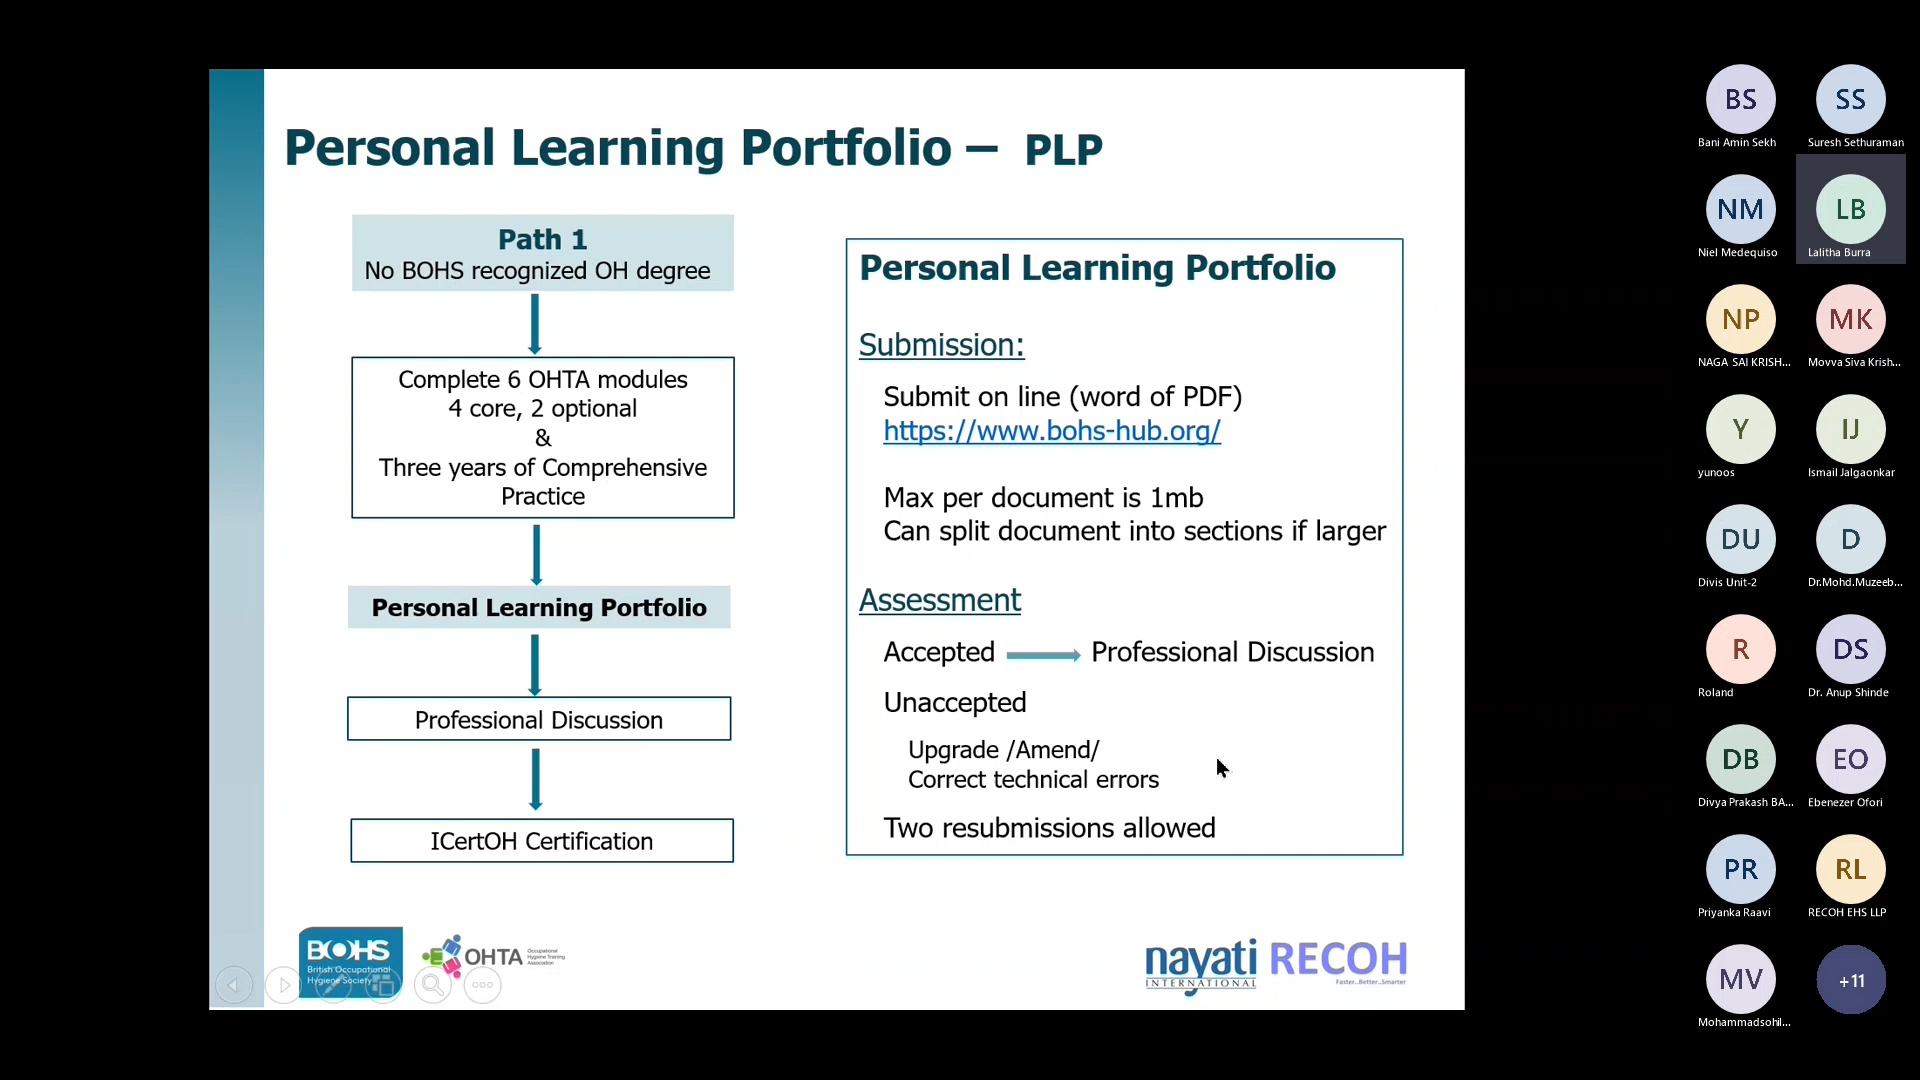 Personal Learning Portfolio – PLP
Path 1
No BOHS recognized OH degree
Complete 6 OHTA modules
4 core, 2 optional
&
Three years of Comprehensive
Practice
Personal Learning Portfolio
Professional Discussion
ICertOH Certification
Personal Learning Portfolio
Submission:
Submit on line (word of PDF)
https://www.bohs-hub.org/
Max per document is 1mb
Can split document into sections if larger
Assessment
Accepted Professional Discussion
Unaccepted
Upgrade /Amend/
Correct technical errors
Two resubmissions allowed
BOHS
British Occupational
Hygiene Society
OHTA
Occupational
Hygiene Training
Association
nayati
INTERNATIONAL
RECOH
Faster..Better..Smarter
BS
Bani Amin Sekh
SS
Suresh Sethuraman
NM
Niel Medequiso
LB
Lalitha Burra
NP
NAGA SAI KRISH...
MK
Movva Siva Krish...
Y
yunoos
IJ
Ismail Jalgaonkar
DU
Divis Unit-2
D
Dr.Mohd.Muzeeb...
R
Roland
DS
Dr. Anup Shinde
DB
Divya Prakash BA...
EO
Ebenezer Ofori
PR
Priyanka Raavi
RL
RECOH EHS LLP
MV
Mohammadsohil...
+11